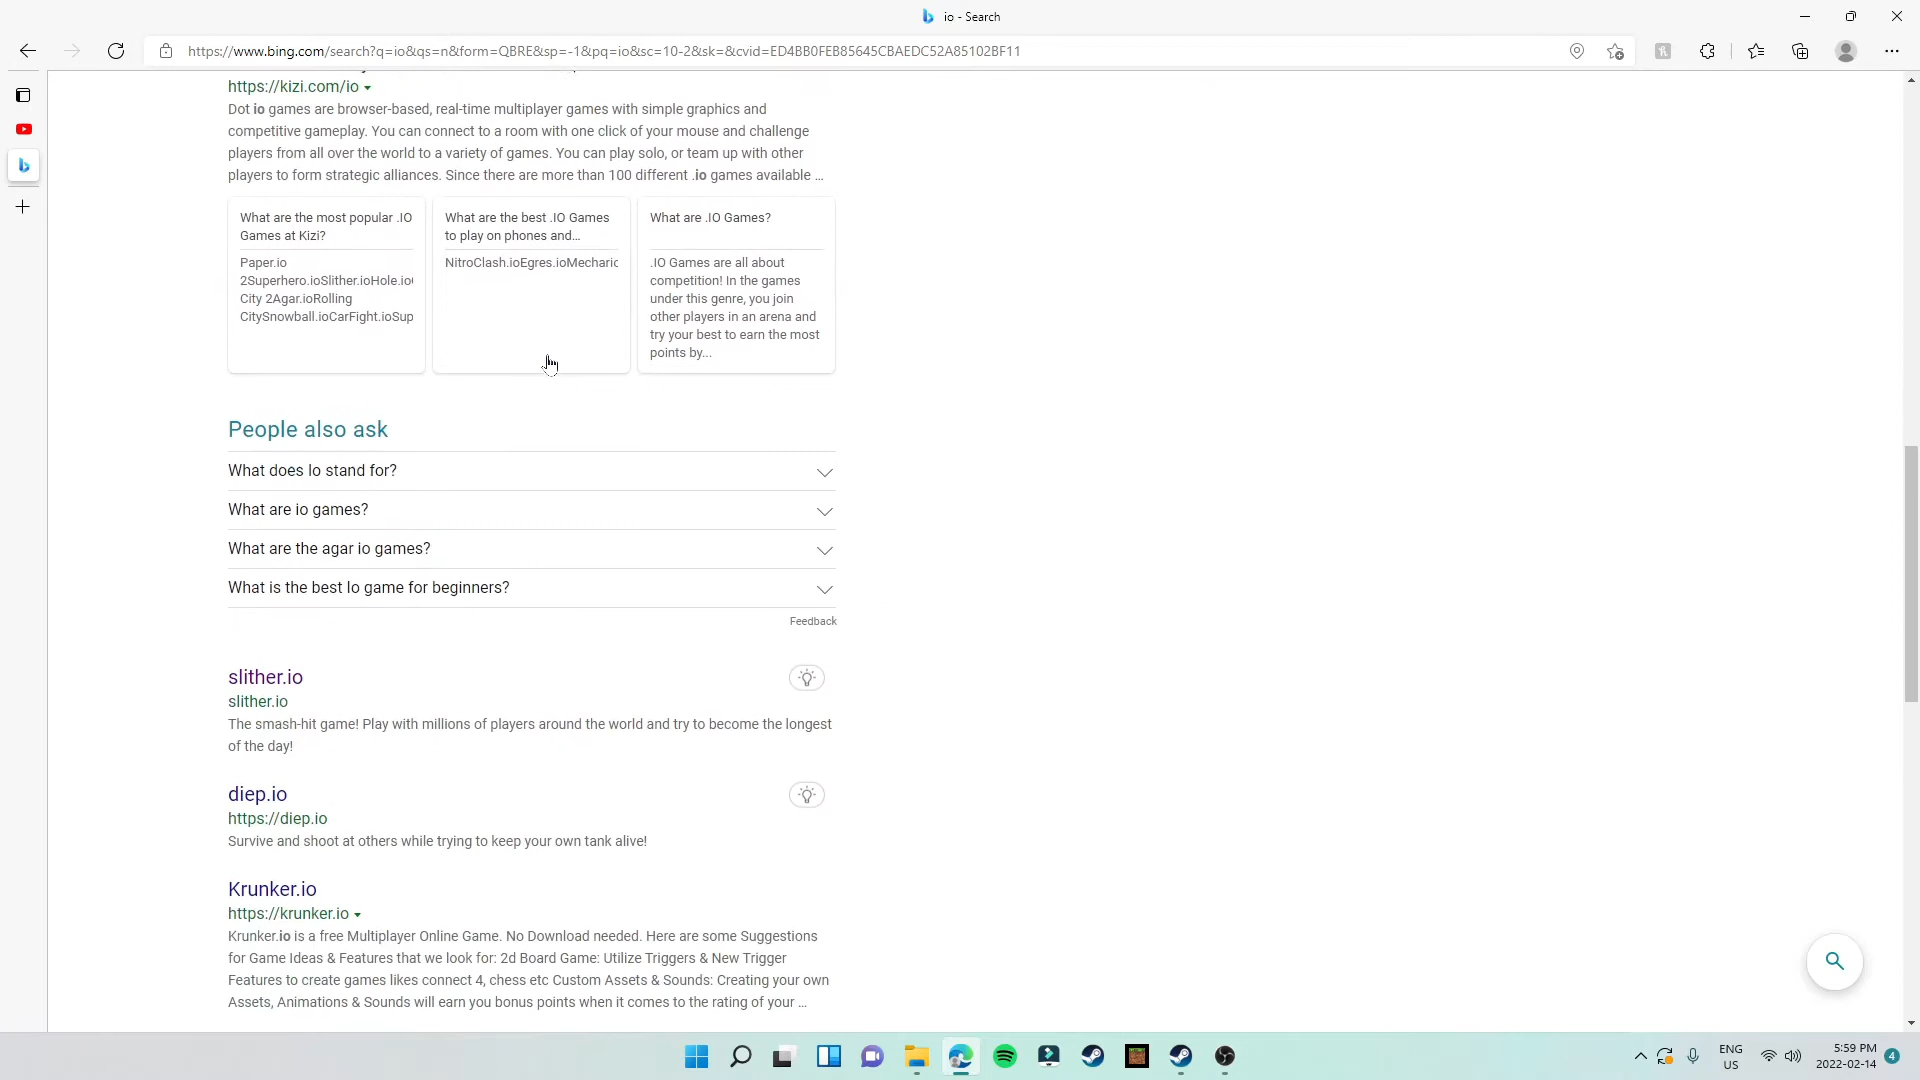 io - Search
https://www.bing.com/search?q=io&qs=n&form=QBRE&sp=-1&pq=io&sc=10-2&sk=&cvid=ED4BB0FEB85645CBAEDC52A85102BF11
https://kizi.com/io
Dot io games are browser-based, real-time multiplayer games with simple graphics and
competitive gameplay. You can connect to a room with one click of your mouse and challenge
players from all over the world to a variety of games. You can play solo, or team up with other
players to form strategic alliances. Since there are more than 100 different .io games available ...
What are the most popular .IO
Games at Kizi?
Paper.io
2Superhero.ioSlither.ioHole.io
City 2Agar.ioRolling
CitySnowball.ioCarFight.ioSup
What are the best .IO Games
to play on phones and...
NitroClash.ioEgres.ioMecharic
What are .IO Games?
.IO Games are all about
competition! In the games
under this genre, you join
other players in an arena and
try your best to earn the most
points by...
People also ask
What does Io stand for?
What are io games?
What are the agar io games?
What is the best Io game for beginners?
Feedback
slither.io
slither.io
The smash-hit game! Play with millions of players around the world and try to become the longest
of the day!
diep.io
https://diep.io
Survive and shoot at others while trying to keep your own tank alive!
Krunker.io
https://krunker.io
Krunker.io is a free Multiplayer Online Game. No Download needed. Here are some Suggestions
for Game Ideas & Features that we look for: 2d Board Game: Utilize Triggers & New Trigger
Features to create games likes connect 4, chess etc Custom Assets & Sounds: Creating your own
Assets, Animations & Sounds will earn you bonus points when it comes to the rating of your ...
ENG
US
5:59 PM
2022-02-14
4